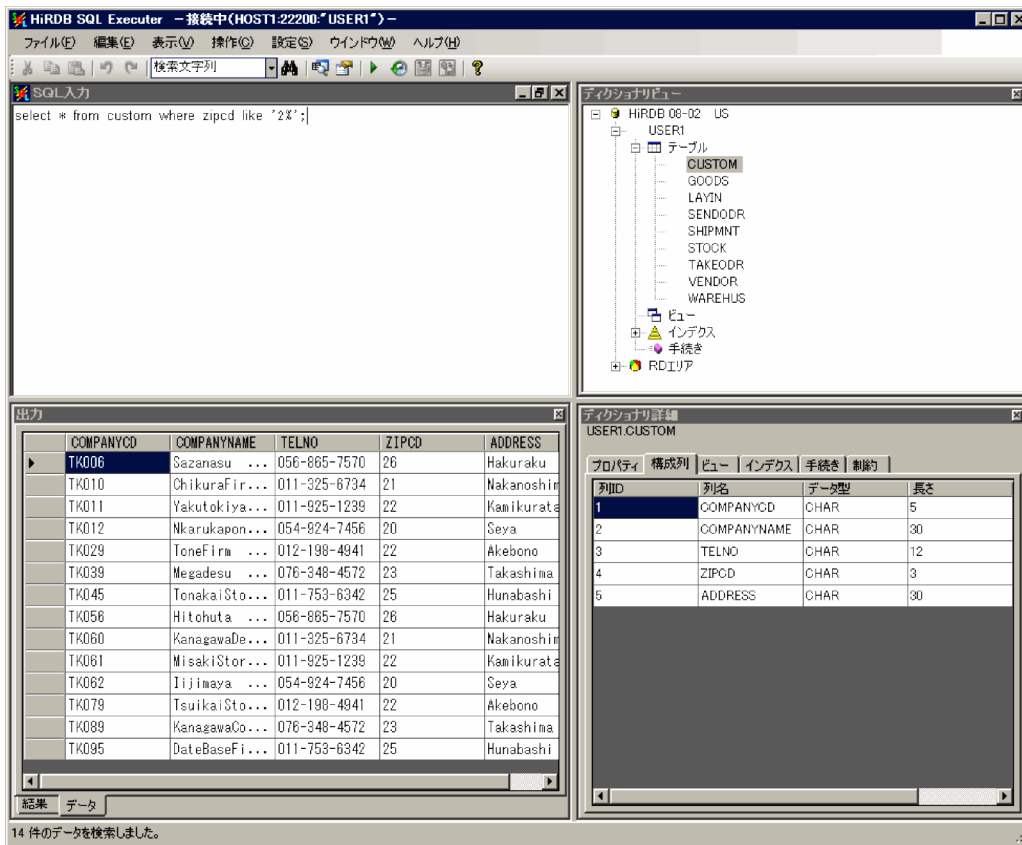 HiRDB SQL Executer －接続中(HOST1:22200:"USER1")－
ファイル(F) 編集(E) 表示(V) 操作(C) 設定(S) ウインドウ(W) ヘルプ(H)
検索文字列
SQL入力
select * from custom where zipcd like '2%';
ディクショナリビュー
HiRDB 08-02 US
USER1
テーブル
CUSTOM
GOODS
LAYIN
SENDODR
SHIPMNT
STOCK
TAKEODR
VENDOR
WAREHUS
ビュー
インデクス
手続き
RDエリア
出力
COMPANYCD COMPANYNAME TELNO ZIPCD ADDRESS
TK006 Sazanasu ... 056-865-7570 26 Hakuraku
TK010 ChikuraFir... 011-325-6734 21 Nakanoshim
TK011 Yakutokiya... 011-925-1239 22 Kamikurata
TK012 Nkarukapon... 054-924-7456 20 Seya
TK029 ToneFirm ... 012-198-4941 22 Akebono
TK039 Megadesu ... 076-348-4572 23 Takashima
TK045 TonakaiSto... 011-753-6342 25 Hunabashi
TK056 Hitohuta ... 056-865-7570 26 Hakuraku
TK060 KanagawaDe... 011-325-6734 21 Nakanoshim
TK061 MisakiStor... 011-925-1239 22 Kamikurata
TK062 Iijimaya ... 054-924-7456 20 Seya
TK079 TsuikaiSto... 012-198-4941 22 Akebono
TK089 KanagawaCo... 076-348-4572 23 Takashima
TK095 DateBaseFi... 011-753-6342 25 Hunabashi
結果 データ
ディクショナリ詳細
USER1.CUSTOM
プロパティ 構成列 ビュー インデクス 手続き 制約
列ID 列名 データ型 長さ
1 COMPANYCD CHAR 5
2 COMPANYNAME CHAR 30
3 TELNO CHAR 12
4 ZIPCD CHAR 3
5 ADDRESS CHAR 30
14 件のデータを検索しました。